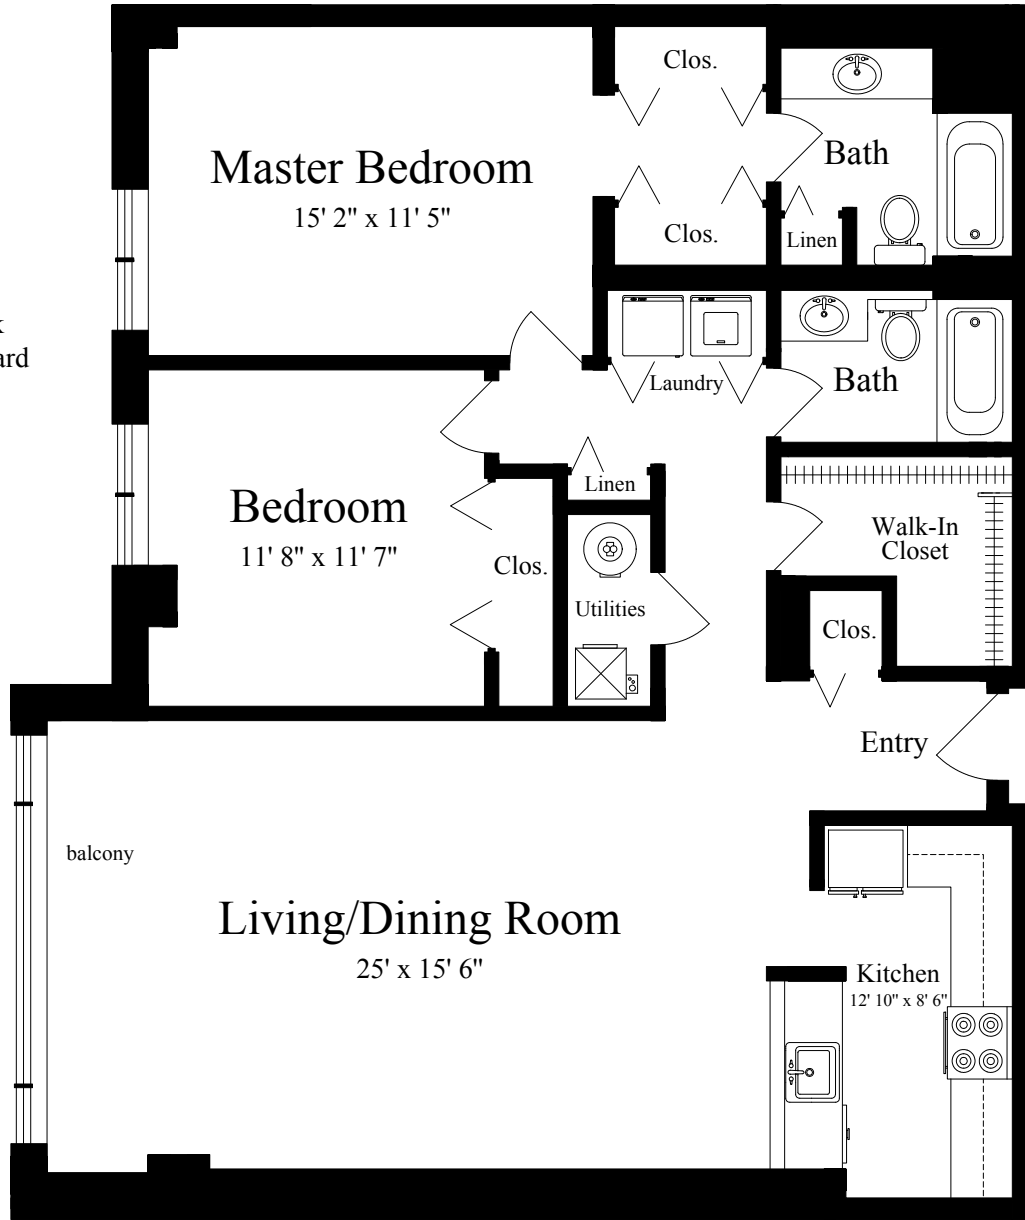 Clos.
Master Bedroom
15' 2" x 11' 5"
Bath
Clos.
Linen
ard
Laundry
Bath
Linen
Bedroom
11' 8" x 11' 7"
Clos.
Walk-In
Closet
Utilities
Clos.
Entry
balcony
Living/Dining Room
25' x 15' 6"
Kitchen
12' 10" x 8' 6"